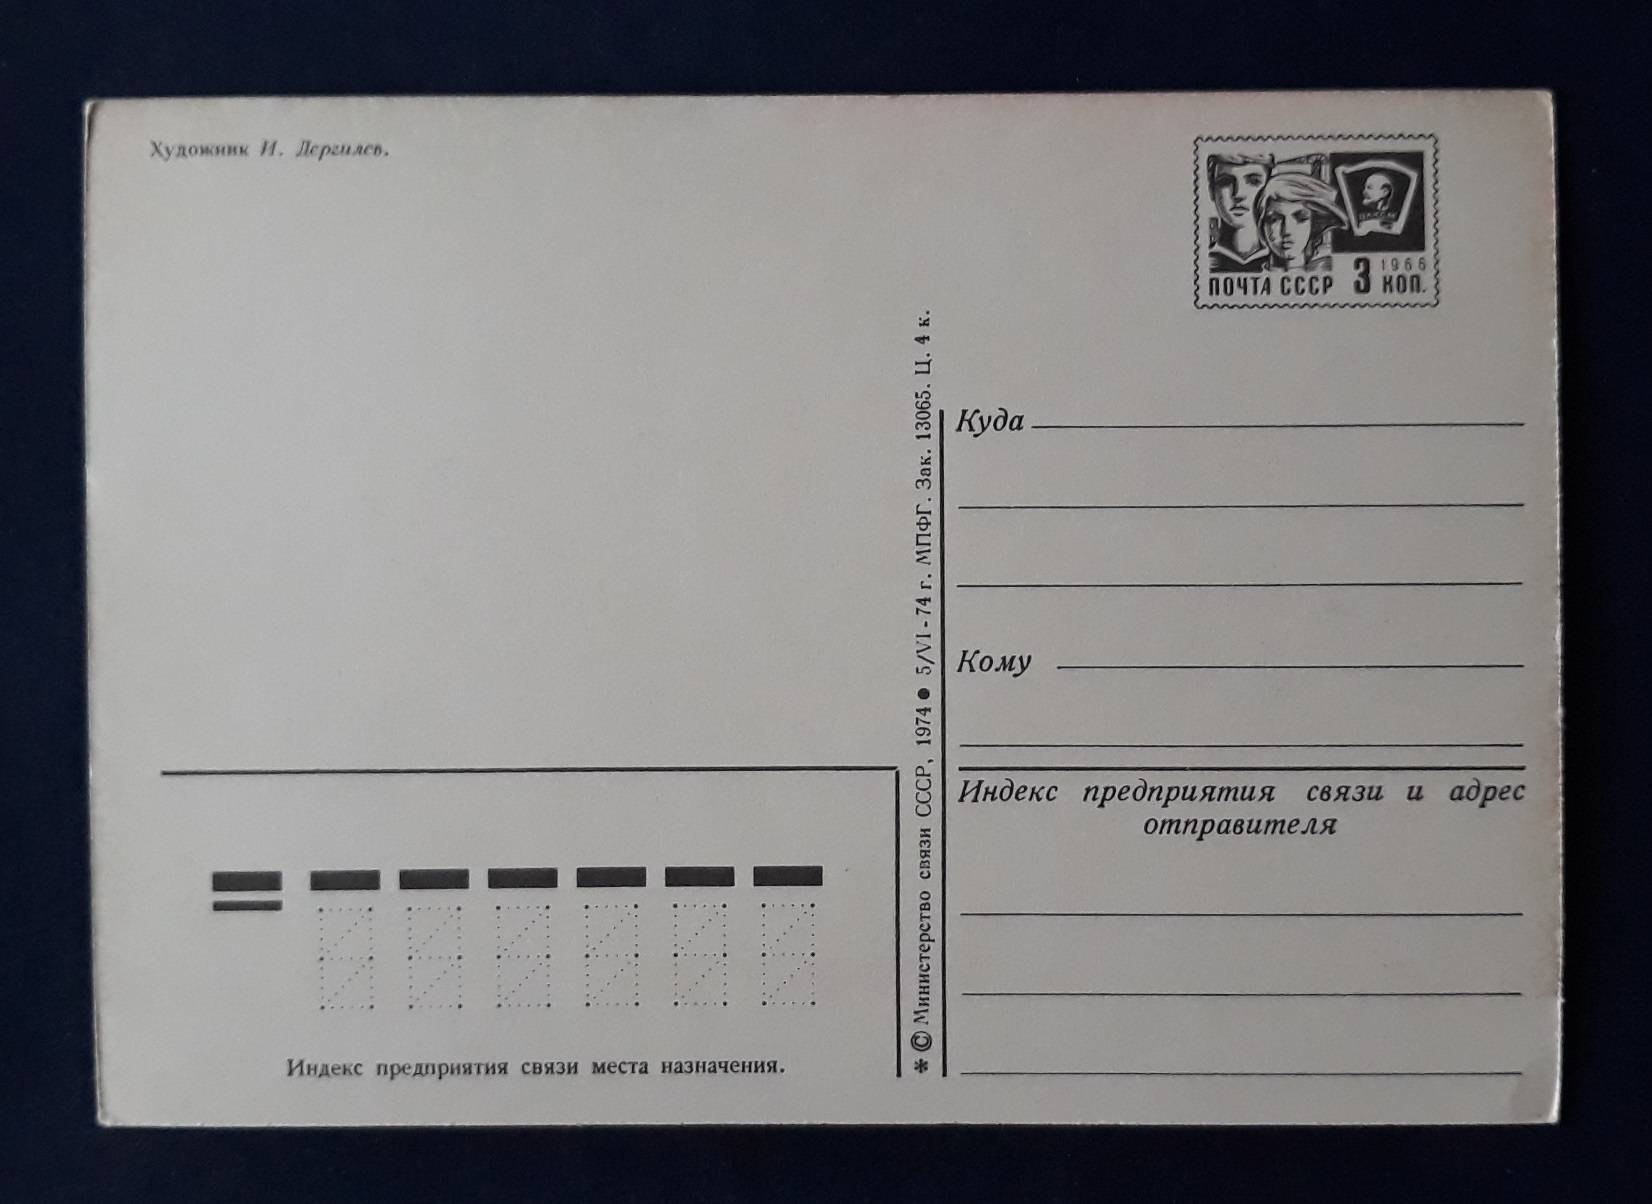 Художник И. Дергилев.
ВЛКСМ
1966
ПОЧТА СССР 3 КОП.
Куда
Кому
Индекс предприятия связи и адрес
отправителя
* © Министерство связи СССР, 1974 ● 5/VI-74 г. МПФГ. Зак. 13065. Ц. 4 к.
Индекс предприятия связи места назначения.